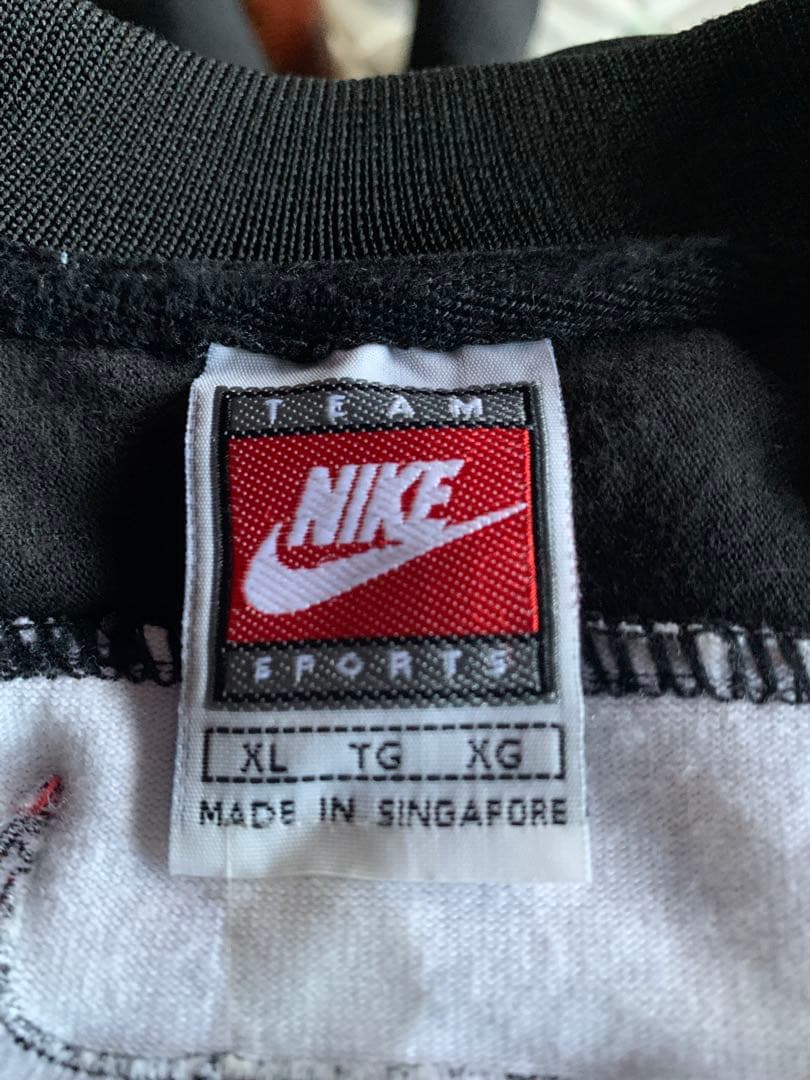 TEAM
NIKE
SPORTS
XL TG XG
MADE IN SINGAPORE